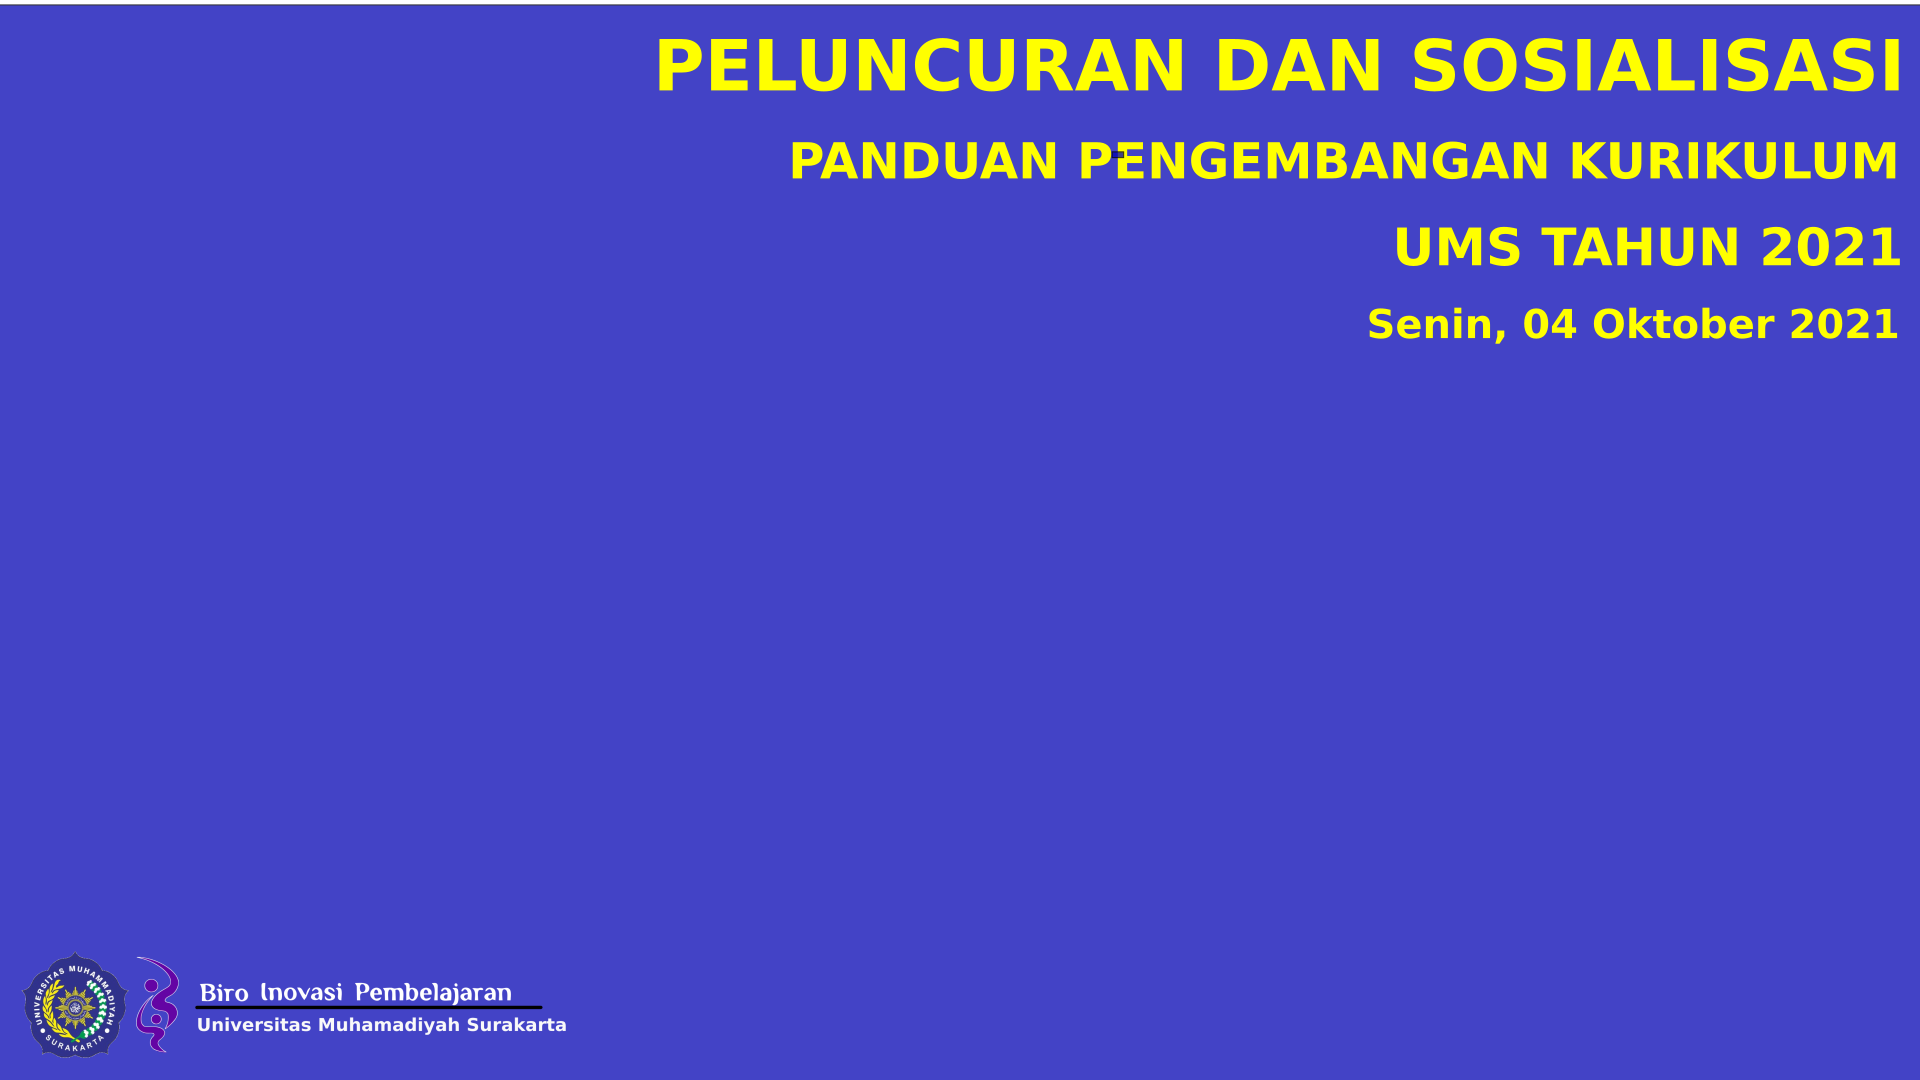 PELUNCURAN DAN SOSIALISASI
PANDUAN PENGEMBANGAN KURIKULUM
UMS TAHUN 2021
Senin, 04 Oktober 2021
UNIVERSITAS MUHAMMADIYAH
SURAKARTA
Biro Inovasi Pembelajaran
Universitas Muhamadiyah Surakarta